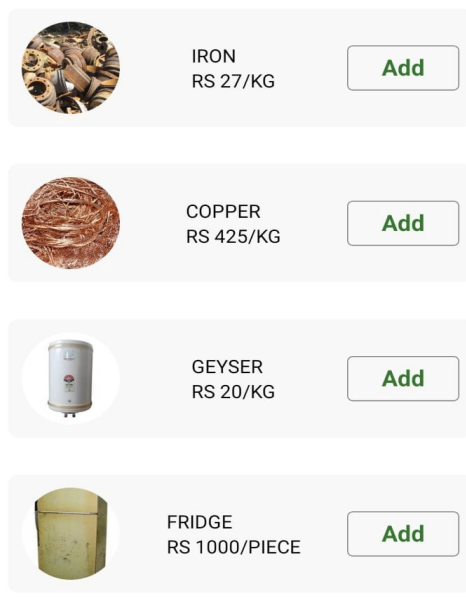 IRON
RS 27/KG
Add
COPPER
RS 425/KG
Add
GEYSER
RS 20/KG
Add
FRIDGE
RS 1000/PIECE
Add